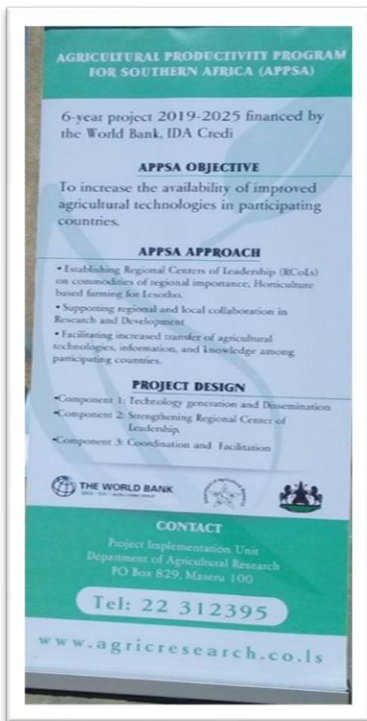 AGRICULTURAL PRODUCTIVITY PROGRAM
FOR SOUTHERN AFRICA (APPSA)
6-year project 2019-2025 financed by
the World Bank, IDA Credi
APPSA OBJECTIVE
To increase the availability of improved
agricultural technologies in participating
countries.
APPSA APPROACH
• Establishing Regional Centers of Leadership (RCoLs)
on commodities of regional importance, Horticulture
based farming for Lesotho.
• Supporting regional and local collaboration in
Research and Development
• Facilitating increased transfer of agricultural
technologies, information, and knowledge among
participating countries.
PROJECT DESIGN
•Component 1: Technology generation and Dissemination
•Component 2: Strengthening Regional Center of
Leadership.
•Component 3: Coordination and Facilitation
THE WORLD BANK
CONTACT
Project Implementation Unit
Department of Agricultural Research
PO Box 829, Maseru 100
Tel: 22 312395
www.agricresearch.co.ls